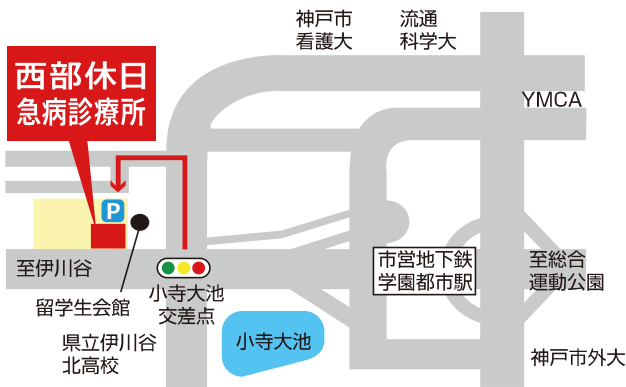 神戸市
看護大
流通
科学大
西部休日
急病診療所
YMCA
P
至伊川谷
留学生会館
小寺大池
交差点
市営地下鉄
学園都市駅
至総合
運動公園
県立伊川谷
北高校
小寺大池
神戸市外大